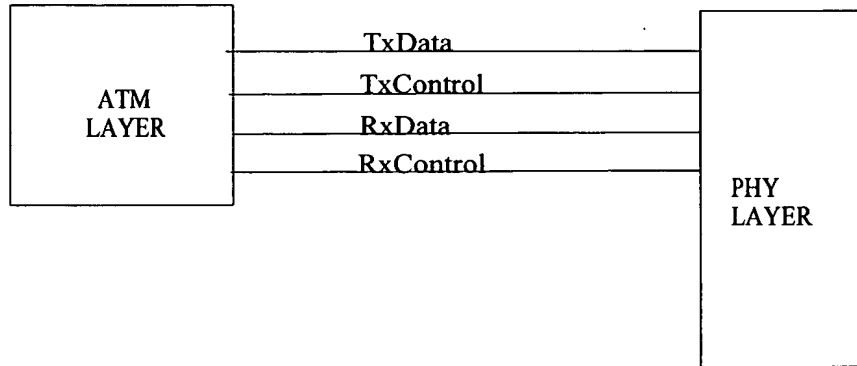 TxData
TxControl
ATM
LAYER
RxData
RxControl
PHY
LAYER